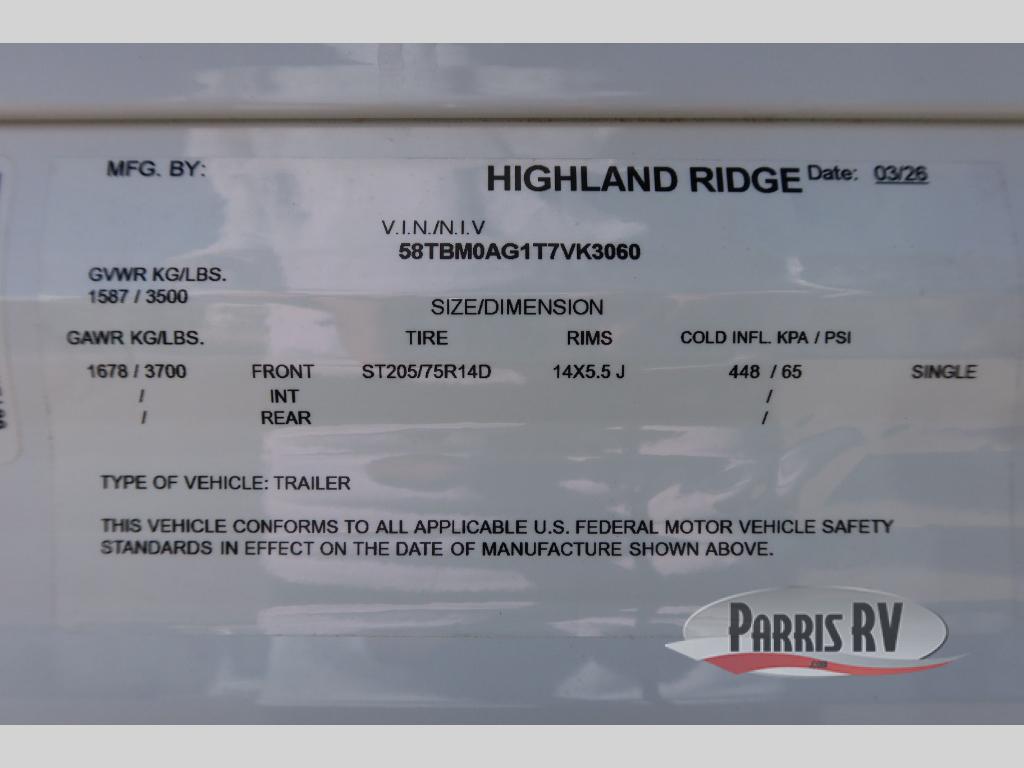 MFG. BY:
HIGHLAND RIDGE Date: 03/26
V.I.N./N.I.V
58TBM0AG1T7VK3060
GVWR KG/LBS.
1587 / 3500
SIZE/DIMENSION
GAWR KG/LBS. TIRE RIMS COLD INFL. KPA / PSI
1678 / 3700 FRONT ST205/75R14D 14X5.5 J 448 / 65 SINGLE
/ INT /
/ REAR /
TYPE OF VEHICLE: TRAILER
THIS VEHICLE CONFORMS TO ALL APPLICABLE U.S. FEDERAL MOTOR VEHICLE SAFETY
STANDARDS IN EFFECT ON THE DATE OF MANUFACTURE SHOWN ABOVE.
PARRIS RV
.com